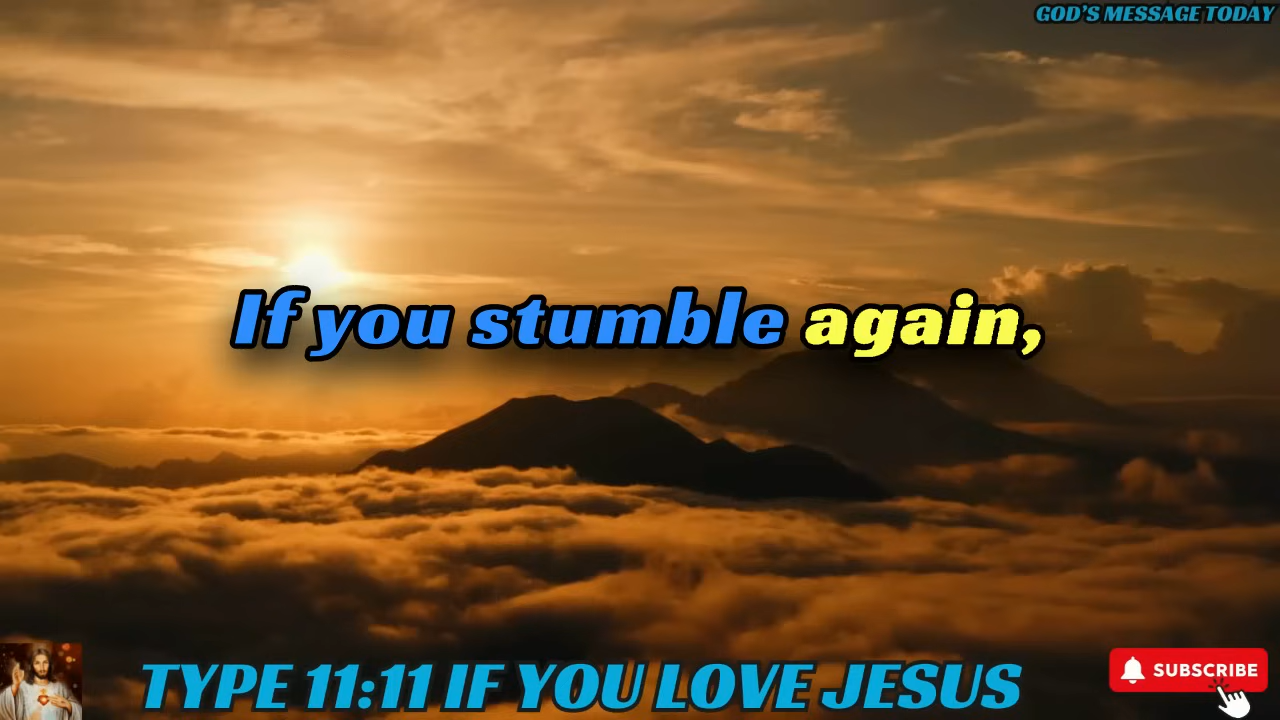 GOD'S MESSAGE TODAY
If you stumble again,
TYPE 11:11 IF YOU LOVE JESUS
SUBSCRIBE